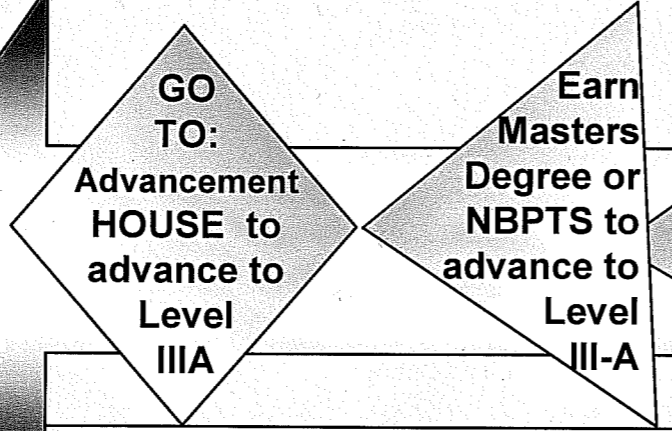 GO
TO:
Advancement
HOUSE to
advance to
Level
IIIA
Earn
Masters
Degree or
NBPTS to
advance to
Level
III-A